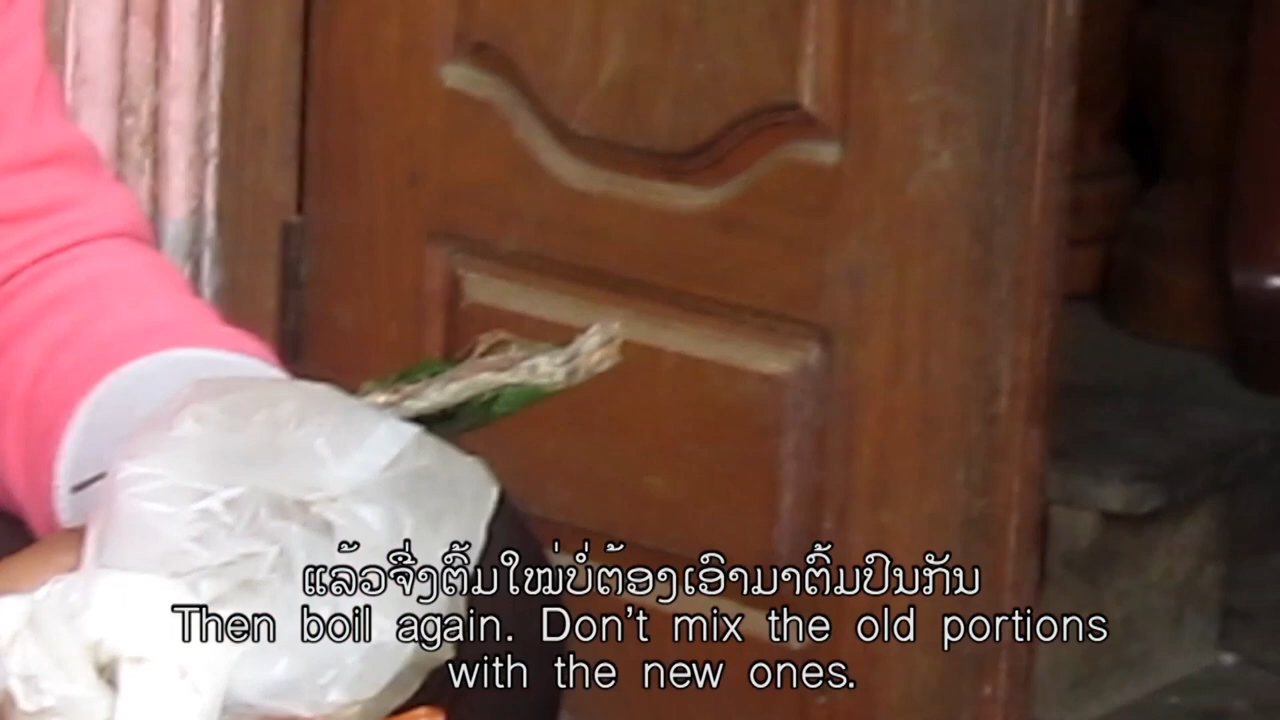 ແລ້ວຈື່ງຕົ້ມໃໝ່ບໍ່ຕ້ອງເອົາມາຕົ້ມປົນກັນ
Then boil again. Don't mix the old portions
with the new ones.